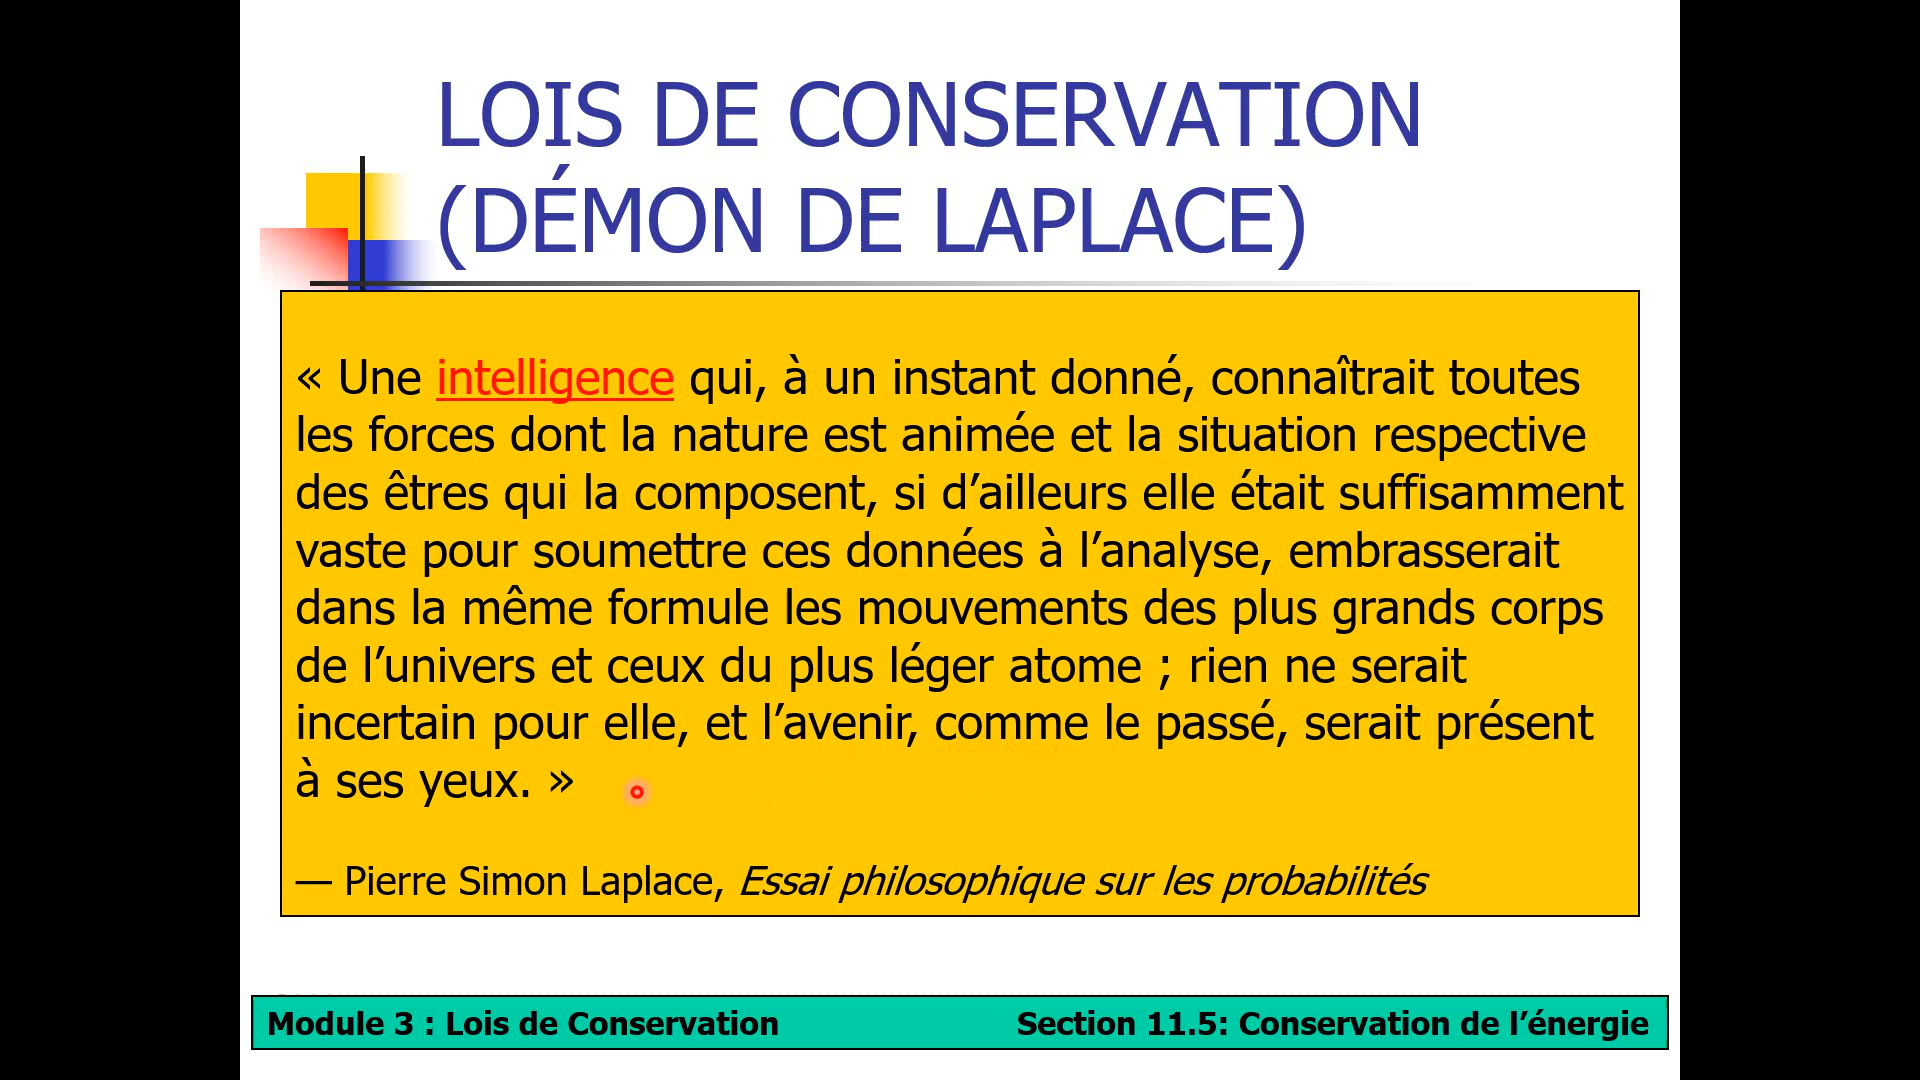 LOIS DE CONSERVATION
(DÉMON DE LAPLACE)
« Une intelligence qui, à un instant donné, connaîtrait toutes
les forces dont la nature est animée et la situation respective
des êtres qui la composent, si d’ailleurs elle était suffisamment
vaste pour soumettre ces données à l’analyse, embrasserait
dans la même formule les mouvements des plus grands corps
de l’univers et ceux du plus léger atome ; rien ne serait
incertain pour elle, et l’avenir, comme le passé, serait présent
à ses yeux. »
— Pierre Simon Laplace, Essai philosophique sur les probabilités
Module 3 : Lois de Conservation Section 11.5: Conservation de l’énergie